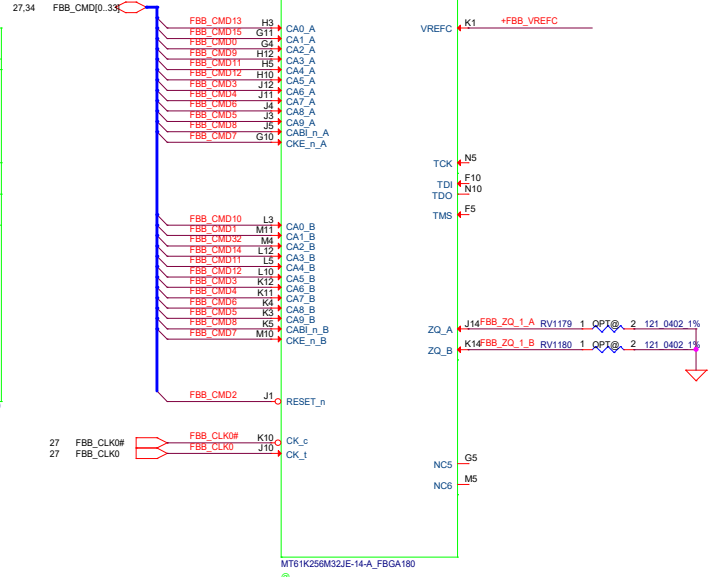 27,34 FBB_CMD[0..33]
FBB_CMD13 H3 CA0_A VREFC K1 +FBB_VREFC
FBB_CMD15 G11 CA1_A
FBB_CMD0 G4 CA2_A
FBB_CMD9 H12 CA3_A
FBB_CMD11 H5 CA4_A
FBB_CMD12 H10 CA5_A
FBB_CMD3 J12 CA6_A
FBB_CMD4 J11 CA7_A
FBB_CMD6 J4 CA8_A
FBB_CMD5 J3 CA9_A
FBB_CMD8 J5 CABI_n_A
FBB_CMD7 G10 CKE_n_A
TCK N5
TDI F10
TDO N10
TMS F5
FBB_CMD10 L3 CA0_B
FBB_CMD1 M11 CA1_B
FBB_CMD32 M4 CA2_B
FBB_CMD14 L12 CA3_B
FBB_CMD11 L5 CA4_B
FBB_CMD12 L10 CA5_B
FBB_CMD3 K12 CA6_B
FBB_CMD4 K11 CA7_B
FBB_CMD6 K4 CA8_B
FBB_CMD5 K3 CA9_B
FBB_CMD8 K5 CABI_n_B
FBB_CMD7 M10 CKE_n_B
ZQ_A J14 FBB_ZQ_1_A RV1179 1 OPT@ 2 121_0402_1%
ZQ_B K14 FBB_ZQ_1_B RV1180 1 OPT@ 2 121_0402_1%
FBB_CMD2 J1 RESET_n
27 FBB_CLK0# FBB_CLK0# K10 CK_c
27 FBB_CLK0 FBB_CLK0 J10 CK_t
NC5 G5
NC6 M5
MT61K256M32JE-14-A_FBGA180
@